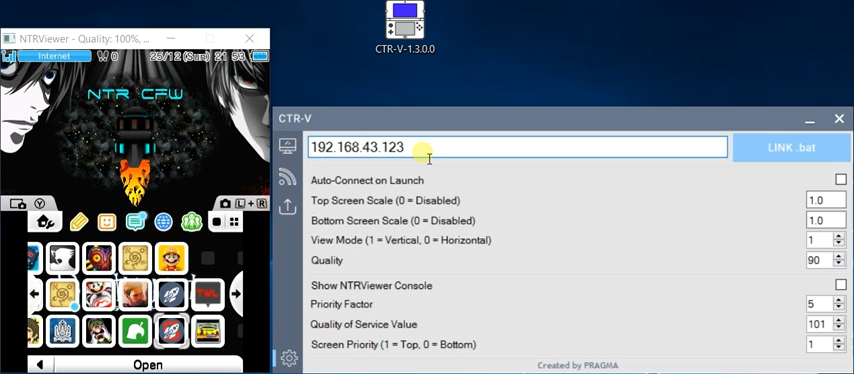 NTRViewer - Quality: 100%, ...
Internet
0
25/12 (Sun) 21 53
NTR CFW
Y
L+R
TWL
Open
CTR-V-1.3.0.0
CTR-V
192.168.43.123
LINK .bat
Auto-Connect on Launch
Top Screen Scale (0 = Disabled)
1.0
Bottom Screen Scale (0 = Disabled)
1.0
View Mode (1 = Vertical, 0 = Horizontal)
1
Quality
90
Show NTRViewer Console
Priority Factor
5
Quality of Service Value
101
Screen Priority (1 = Top, 0 = Bottom)
1
Created by PRAGMA